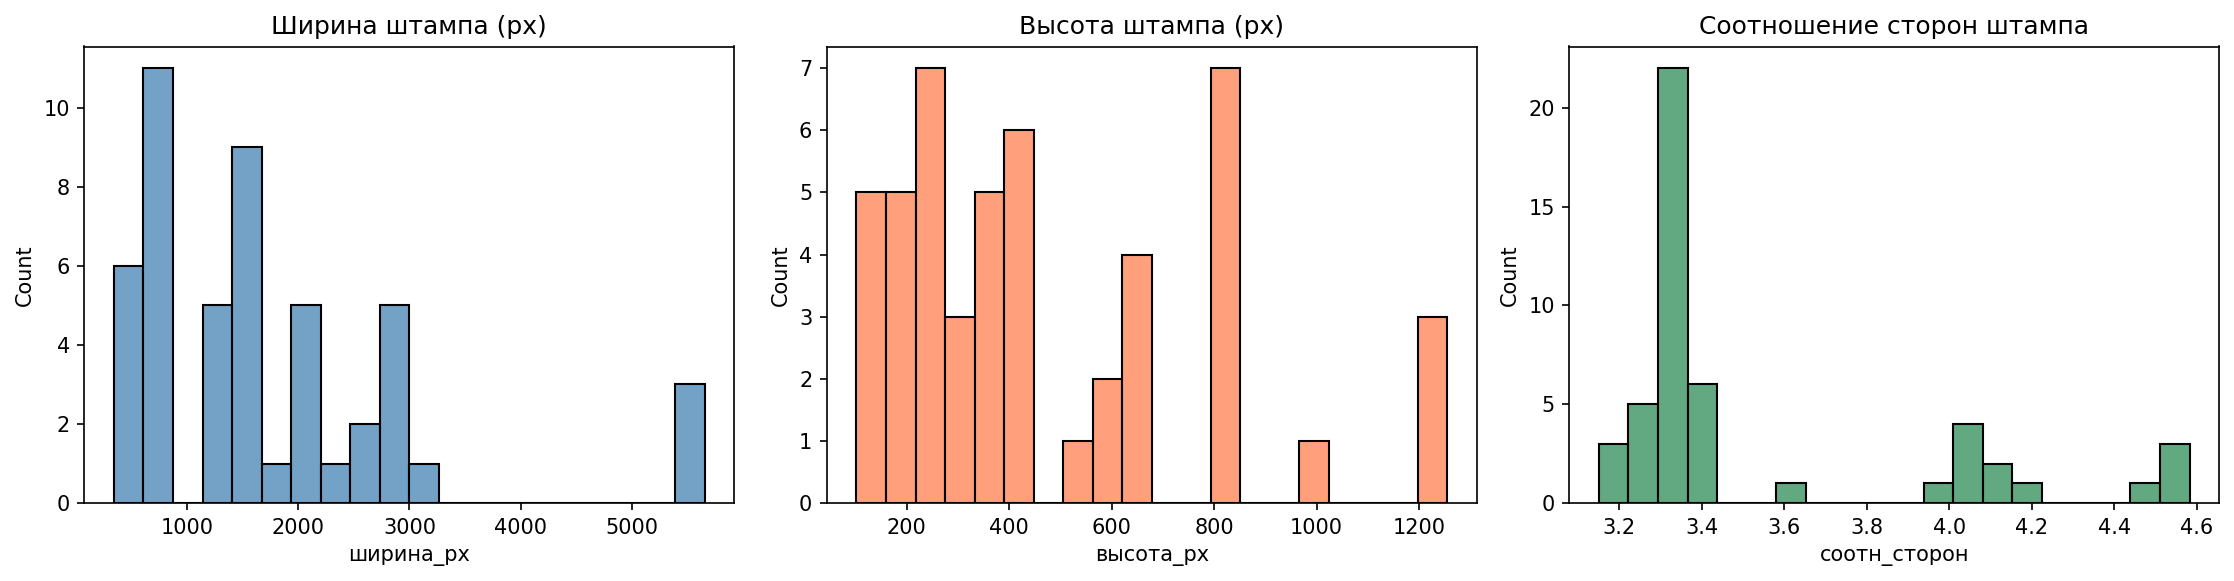 Ширина штампа (px)
Count
10
8
6
4
2
0
1000 2000 3000 4000 5000
ширина_px
Высота штампа (px)
Count
7
6
5
4
3
2
1
0
200 400 600 800 1000 1200
высота_px
Соотношение сторон штампа
Count
20
15
10
5
0
3.2 3.4 3.6 3.8 4.0 4.2 4.4 4.6
соотн_сторон